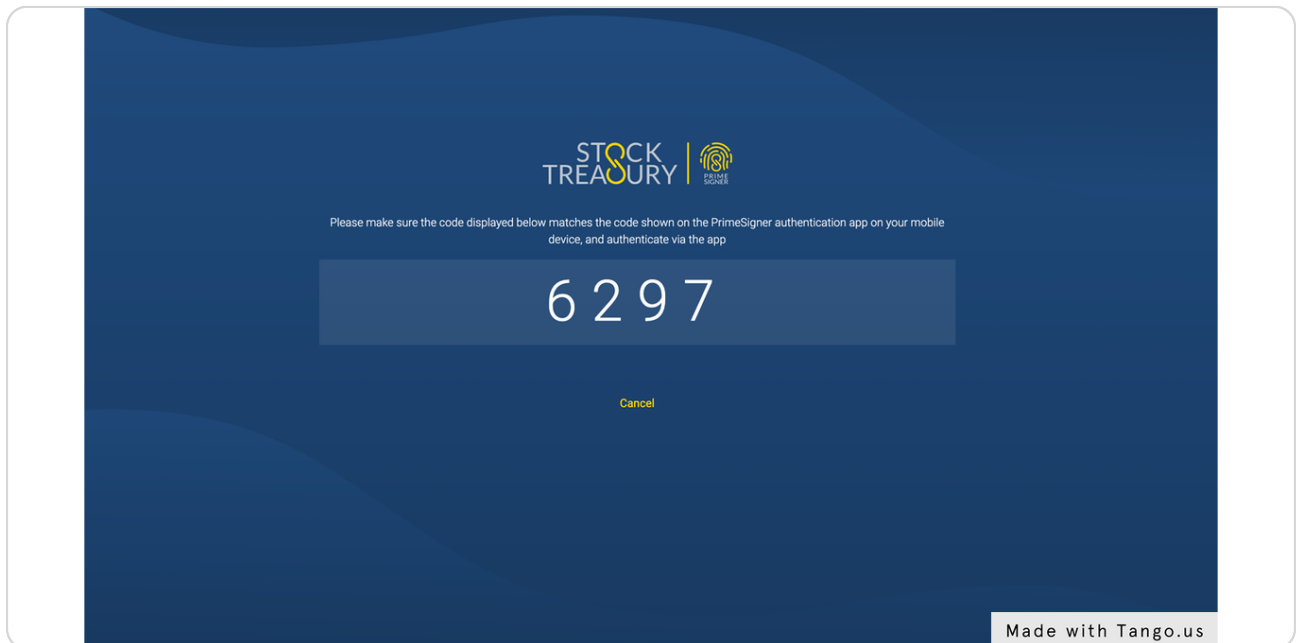 STOCK
TREASURY
PRIME
SIGNER
Please make sure the code displayed below matches the code shown on the PrimeSigner authentication app on your mobile
device, and authenticate via the app
6297
Cancel
Made with Tango.us